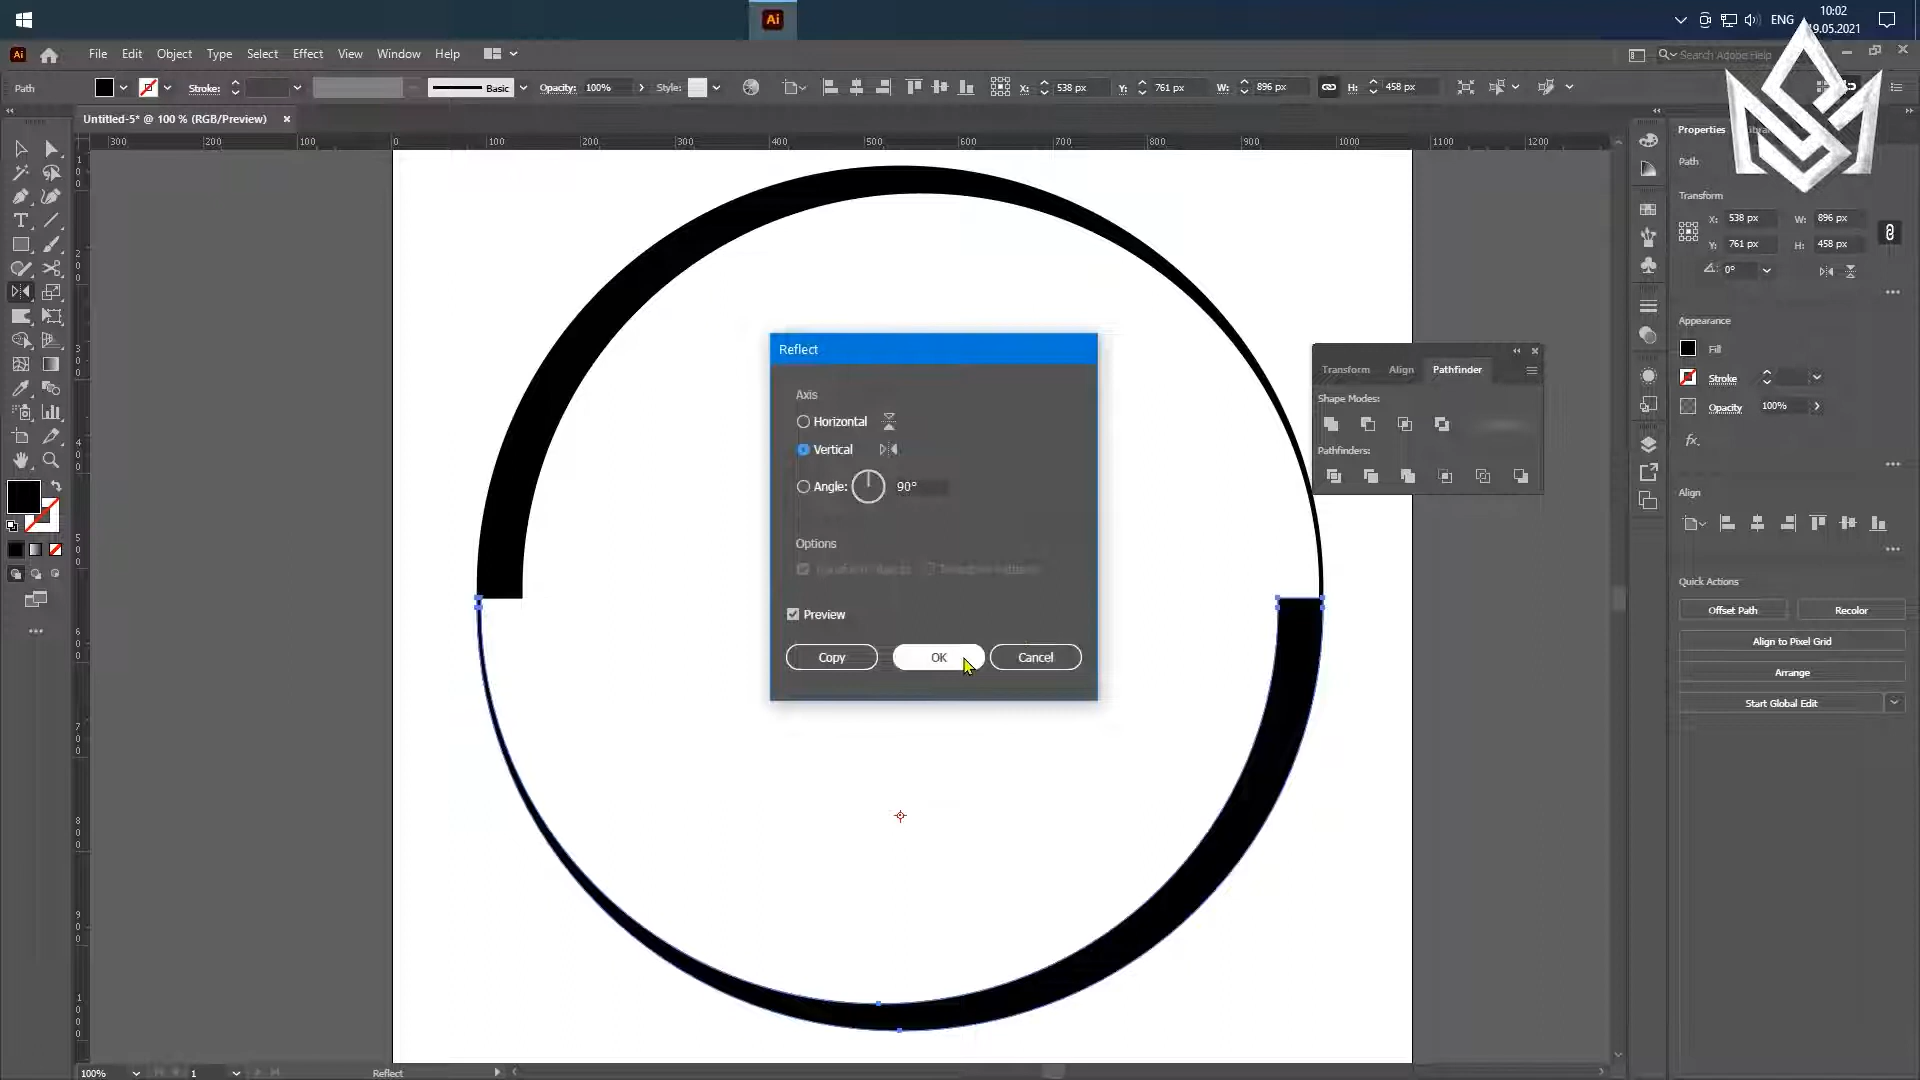 Ai
ENG
10:02
19.05.2021
Ai
File Edit Object Type Select Effect View Window Help
Search Adobe Help
Path
Stroke:
Basic
Opacity: 100%
Style:
X: 538 px
Y: 761 px
W: 896 px
H: 458 px
Untitled-5* @ 100 % (RGB/Preview)
300 200 100 0 100 200 300 400 500 600 700 800 900 1000 1100 1200
Properties
Path
Transform
X: 538 px W: 896 px
Y: 761 px H: 458 px
0°
Appearance
Fill
Stroke
Opacity 100%
fx.
Align
Quick Actions
Offset Path Recolor
Align to Pixel Grid
Arrange
Start Global Edit
Transform Align Pathfinder
Shape Modes:
Pathfinders:
Reflect
Axis
Horizontal
Vertical
Angle: 90°
Options
Preview
Copy OK Cancel
100% 1 Reflect